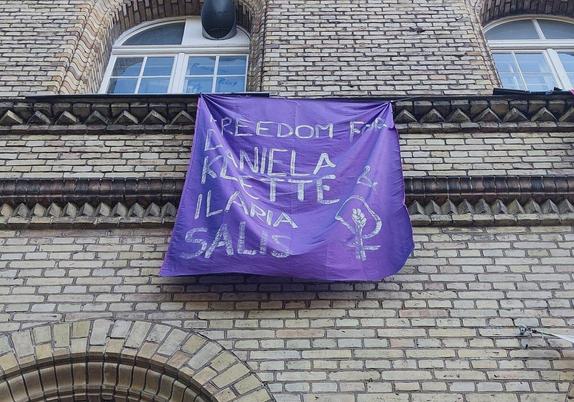 FREEDOM FOR
DANIELA
KLETTE &
ILARIA
SALIS